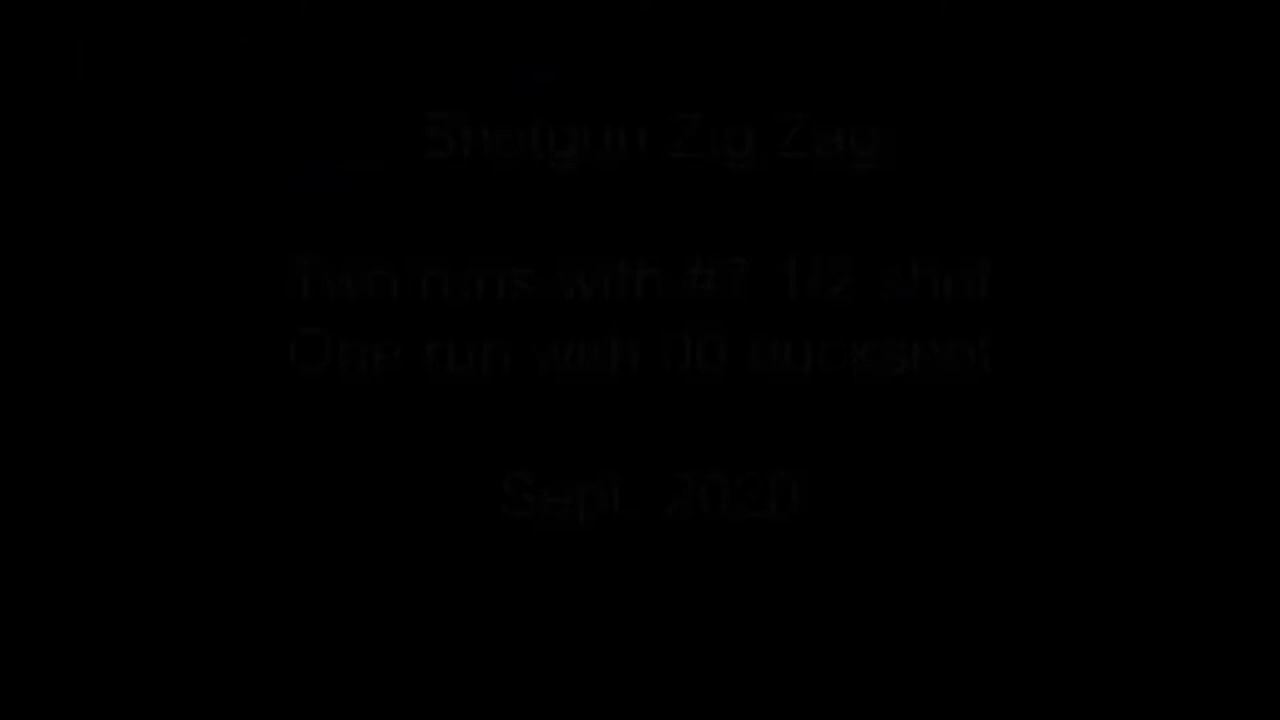 Shotgun Zig Zag
Two runs with #7 1/2 shot
One run with 00 buckshot
Sept. 2020